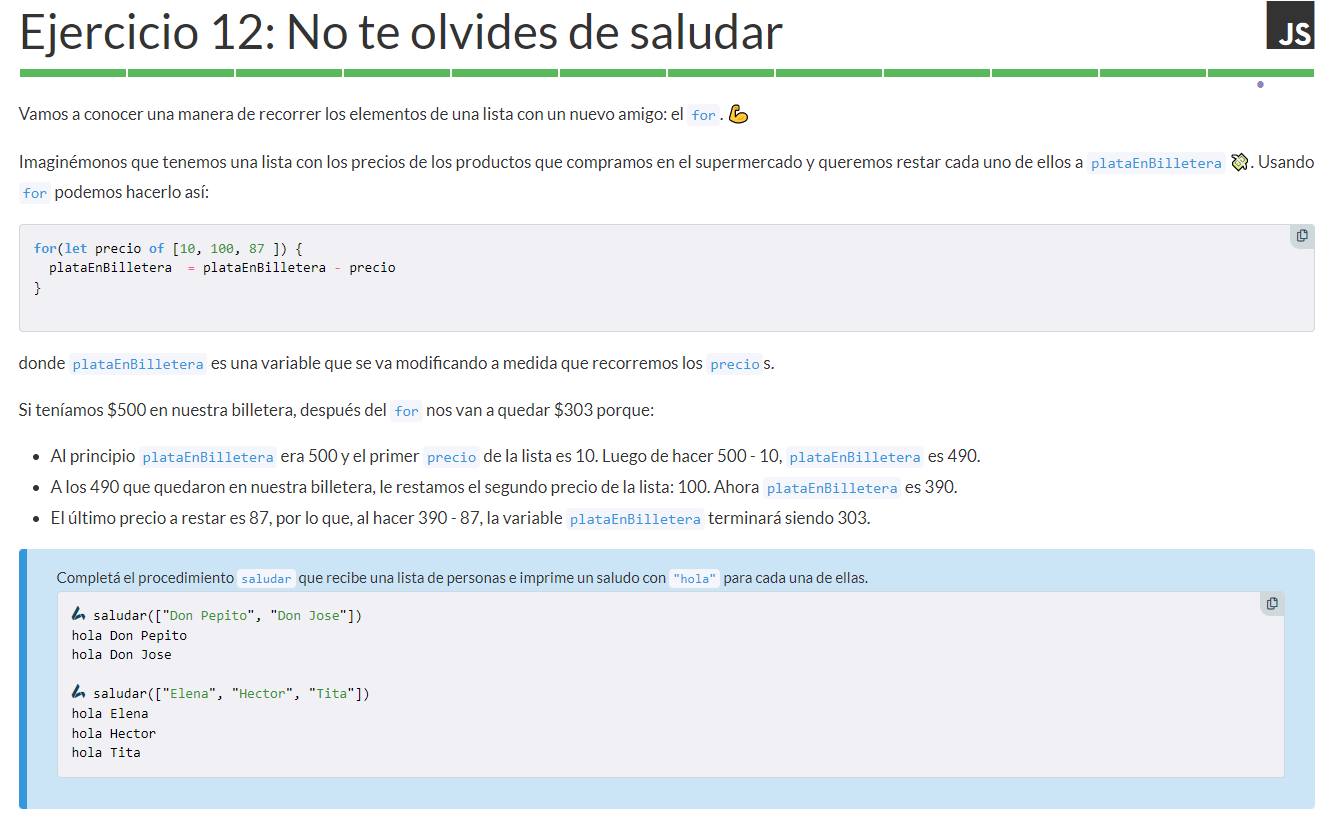 Ejercicio 12: No te olvides de saludar
JS
Vamos a conocer una manera de recorrer los elementos de una lista con un nuevo amigo: el for. 💪
Imaginémonos que tenemos una lista con los precios de los productos que compramos en el supermercado y queremos restar cada uno de ellos a plataEnBilletera 💸. Usando
for podemos hacerlo así:
for(let precio of [10, 100, 87 ]) {
  plataEnBilletera  = plataEnBilletera - precio
}
donde plataEnBilletera es una variable que se va modificando a medida que recorremos los precios.
Si teníamos $500 en nuestra billetera, después del for nos van a quedar $303 porque:
• Al principio plataEnBilletera era 500 y el primer precio de la lista es 10. Luego de hacer 500 - 10, plataEnBilletera es 490.
• A los 490 que quedaron en nuestra billetera, le restamos el segundo precio de la lista: 100. Ahora plataEnBilletera es 390.
• El último precio a restar es 87, por lo que, al hacer 390 - 87, la variable plataEnBilletera terminará siendo 303.
Completá el procedimiento saludar que recibe una lista de personas e imprime un saludo con "hola" para cada una de ellas.
saludar(["Don Pepito", "Don Jose"])
hola Don Pepito
hola Don Jose
saludar(["Elena", "Hector", "Tita"])
hola Elena
hola Hector
hola Tita